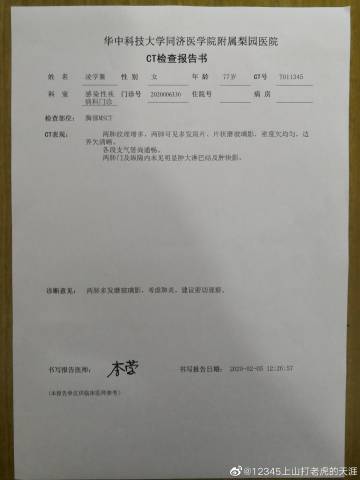 华中科技大学同济医学院附属梨园医院
CT检查报告书
姓 名 凌学鹏 性 别 女 年 龄 77岁 CT号 T011345
科 室 感染性疾病科门诊 门诊号 2020006330 住院号 病 房
检查部位: 胸部MSCT
CT表现: 两肺纹理增多,两肺可见多发斑片、片状磨玻璃影,密度欠均匀,边
界欠清晰。
各段支气管尚通畅。
两肺门及纵隔内未见明显肿大淋巴结及肿块影。
诊断意见: 两肺多发磨玻璃影,考虑肺炎,建议密切观察。
书写报告医师: 李莹 书写报告日期: 2020-02-05 12:26:57
(本报告单仅供临床医师参考)
@12345上山打老虎的天涯